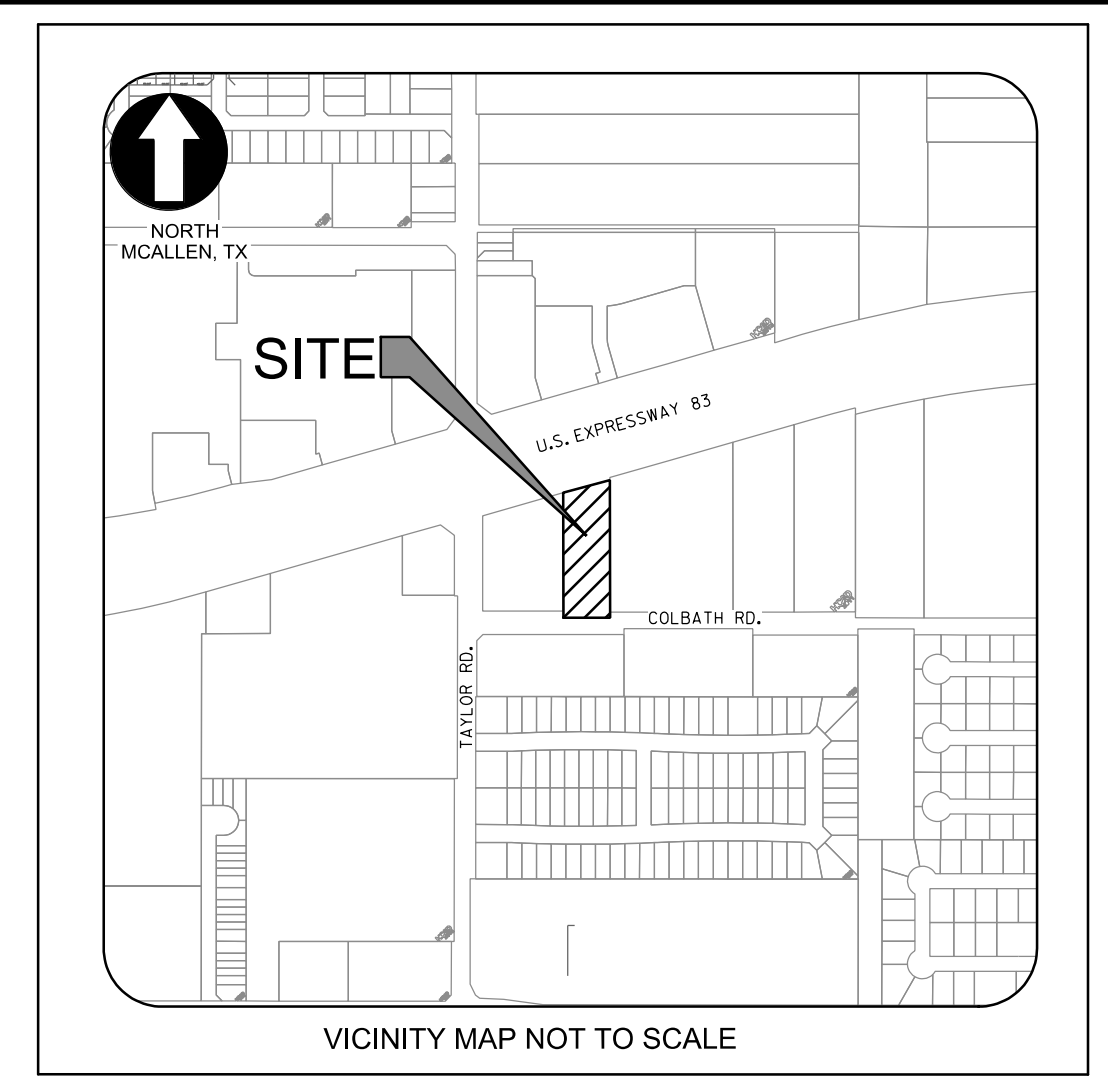 NORTH
MCALLEN, TX
SITE
U.S. EXPRESSWAY 83
COLBATH RD.
TAYLOR RD.
VICINITY MAP NOT TO SCALE